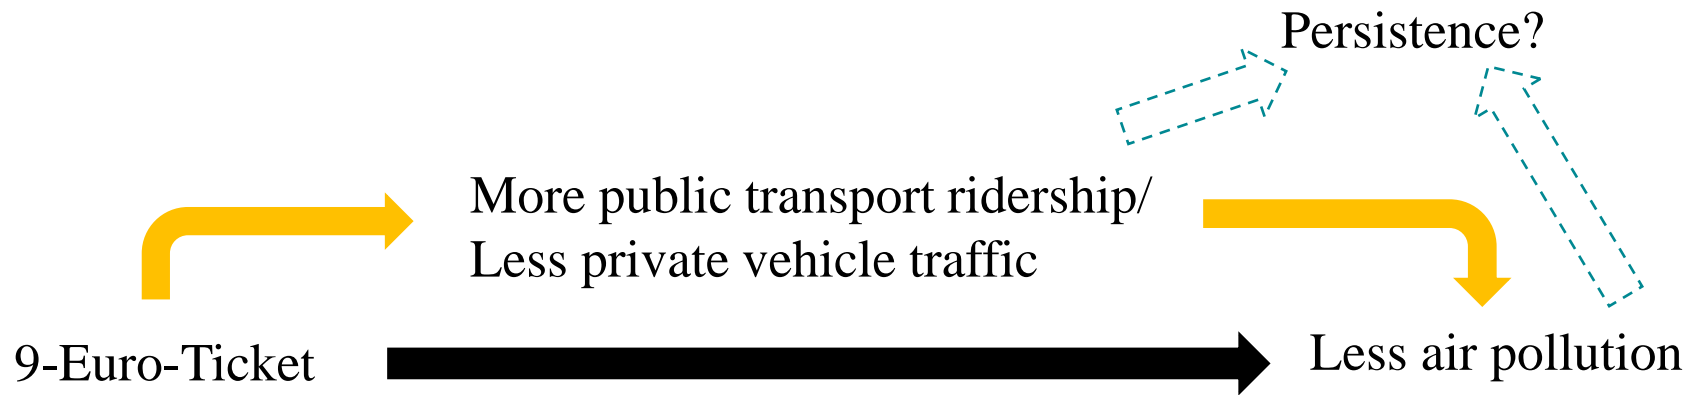 Persistence?
More public transport ridership/
Less private vehicle traffic
9-Euro-Ticket
Less air pollution